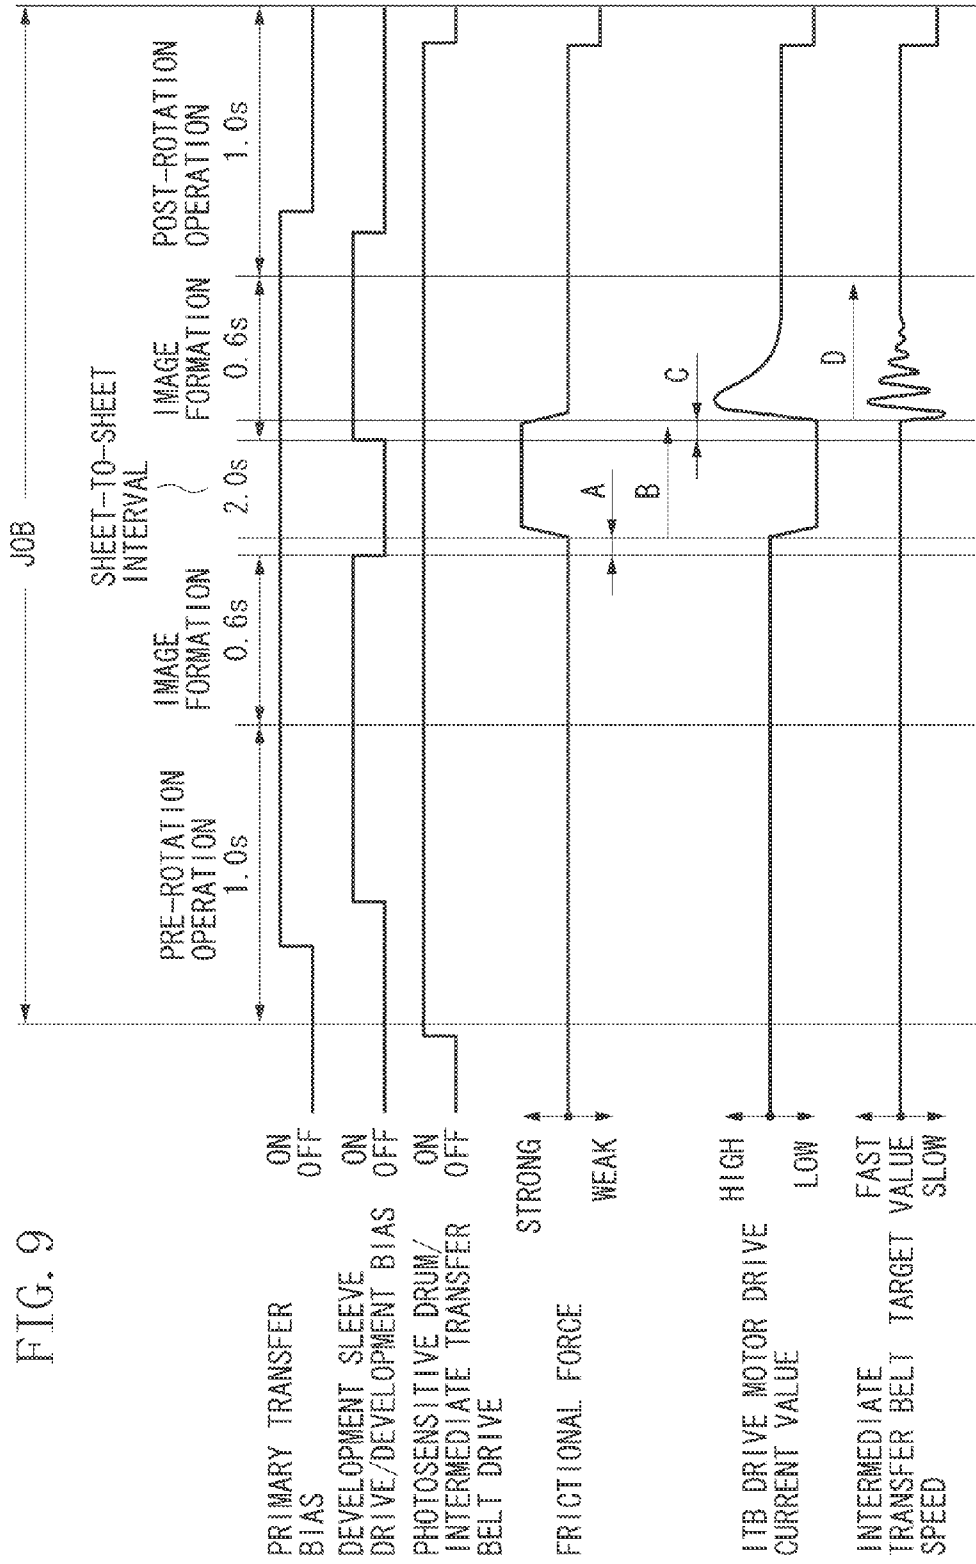 FIG. 9
JOB
PRE-ROTATION
OPERATION
1.0s
IMAGE
FORMATION
0.6s
SHEET-TO-SHEET
INTERVAL
2.0s
IMAGE
FORMATION
0.6s
POST-ROTATION
OPERATION
1.0s
PRIMARY TRANSFER
BIAS
ON
OFF
DEVELOPMENT SLEEVE
DRIVE/DEVELOPMENT BIAS
ON
OFF
PHOTOSENSITIVE DRUM/
INTERMEDIATE TRANSFER
BELT DRIVE
ON
OFF
FRICTIONAL FORCE
STRONG
WEAK
A
B
C
ITB DRIVE MOTOR DRIVE
CURRENT VALUE
HIGH
LOW
D
INTERMEDIATE
TRANSFER BELT
SPEED
FAST
TARGET VALUE
SLOW